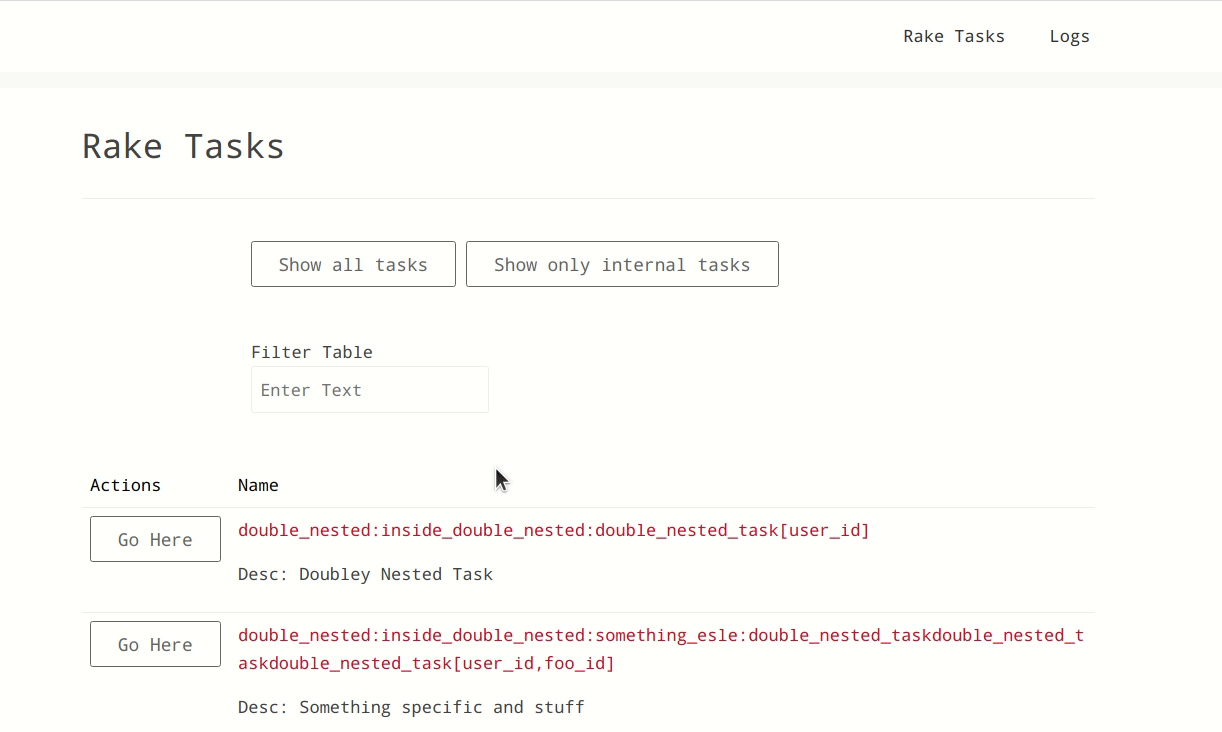 Rake Tasks Logs
Rake Tasks
Show all tasks Show only internal tasks
Filter Table
Enter Text
Actions Name
Go Here double_nested:inside_double_nested:double_nested_task[user_id]
Desc: Doubley Nested Task
Go Here double_nested:inside_double_nested:something_esle:double_nested_taskdouble_nested_t
askdouble_nested_task[user_id,foo_id]
Desc: Something specific and stuff